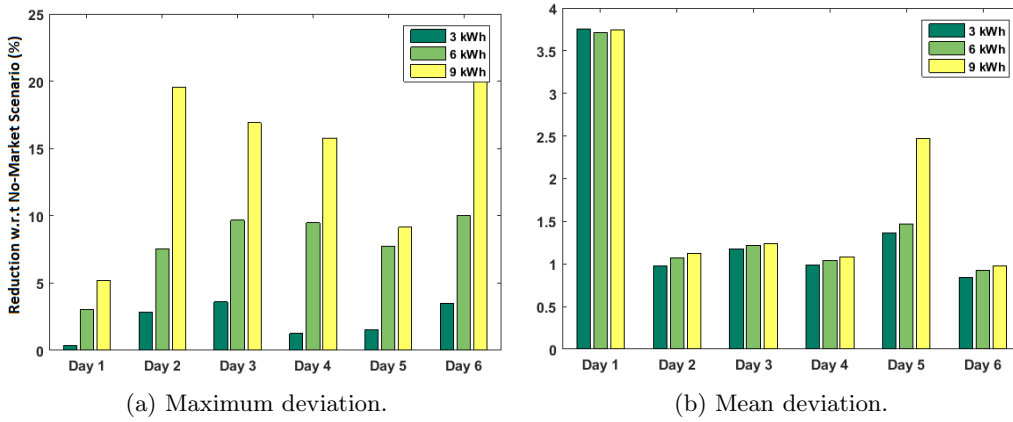 Reduction w.r.t No-Market Scenario (%)
25
20
15
10
5
0
3 kWh
6 kWh
9 kWh
Day 1 Day 2 Day 3 Day 4 Day 5 Day 6
(a) Maximum deviation.
4
3.5
3
2.5
2
1.5
1
0.5
0
3 kWh
6 kWh
9 kWh
Day 1 Day 2 Day 3 Day 4 Day 5 Day 6
(b) Mean deviation.